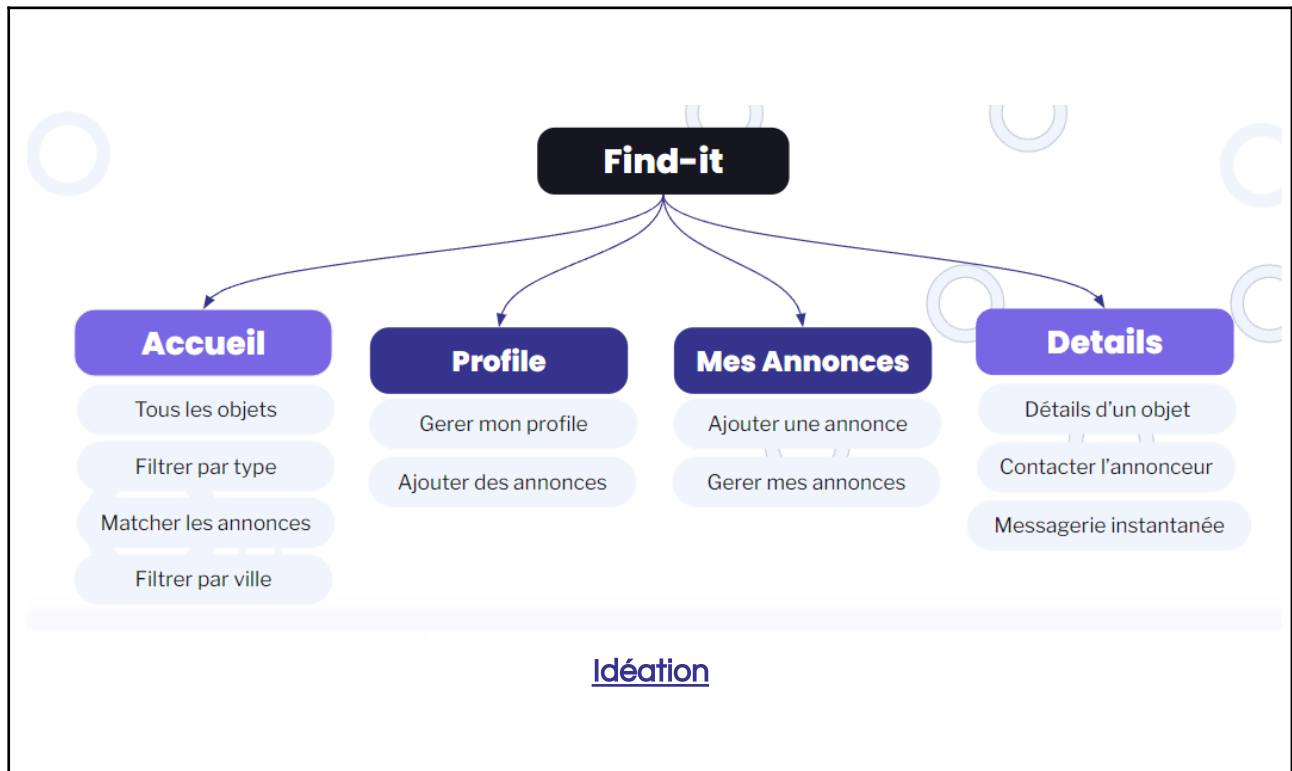 Find-it
Accueil
Tous les objets
Filtrer par type
Matcher les annonces
Filtrer par ville
Profile
Gerer mon profile
Ajouter des annonces
Mes Annonces
Ajouter une annonce
Gerer mes annonces
Details
Détails d’un objet
Contacter l’annonceur
Messagerie instantanée
Idéation